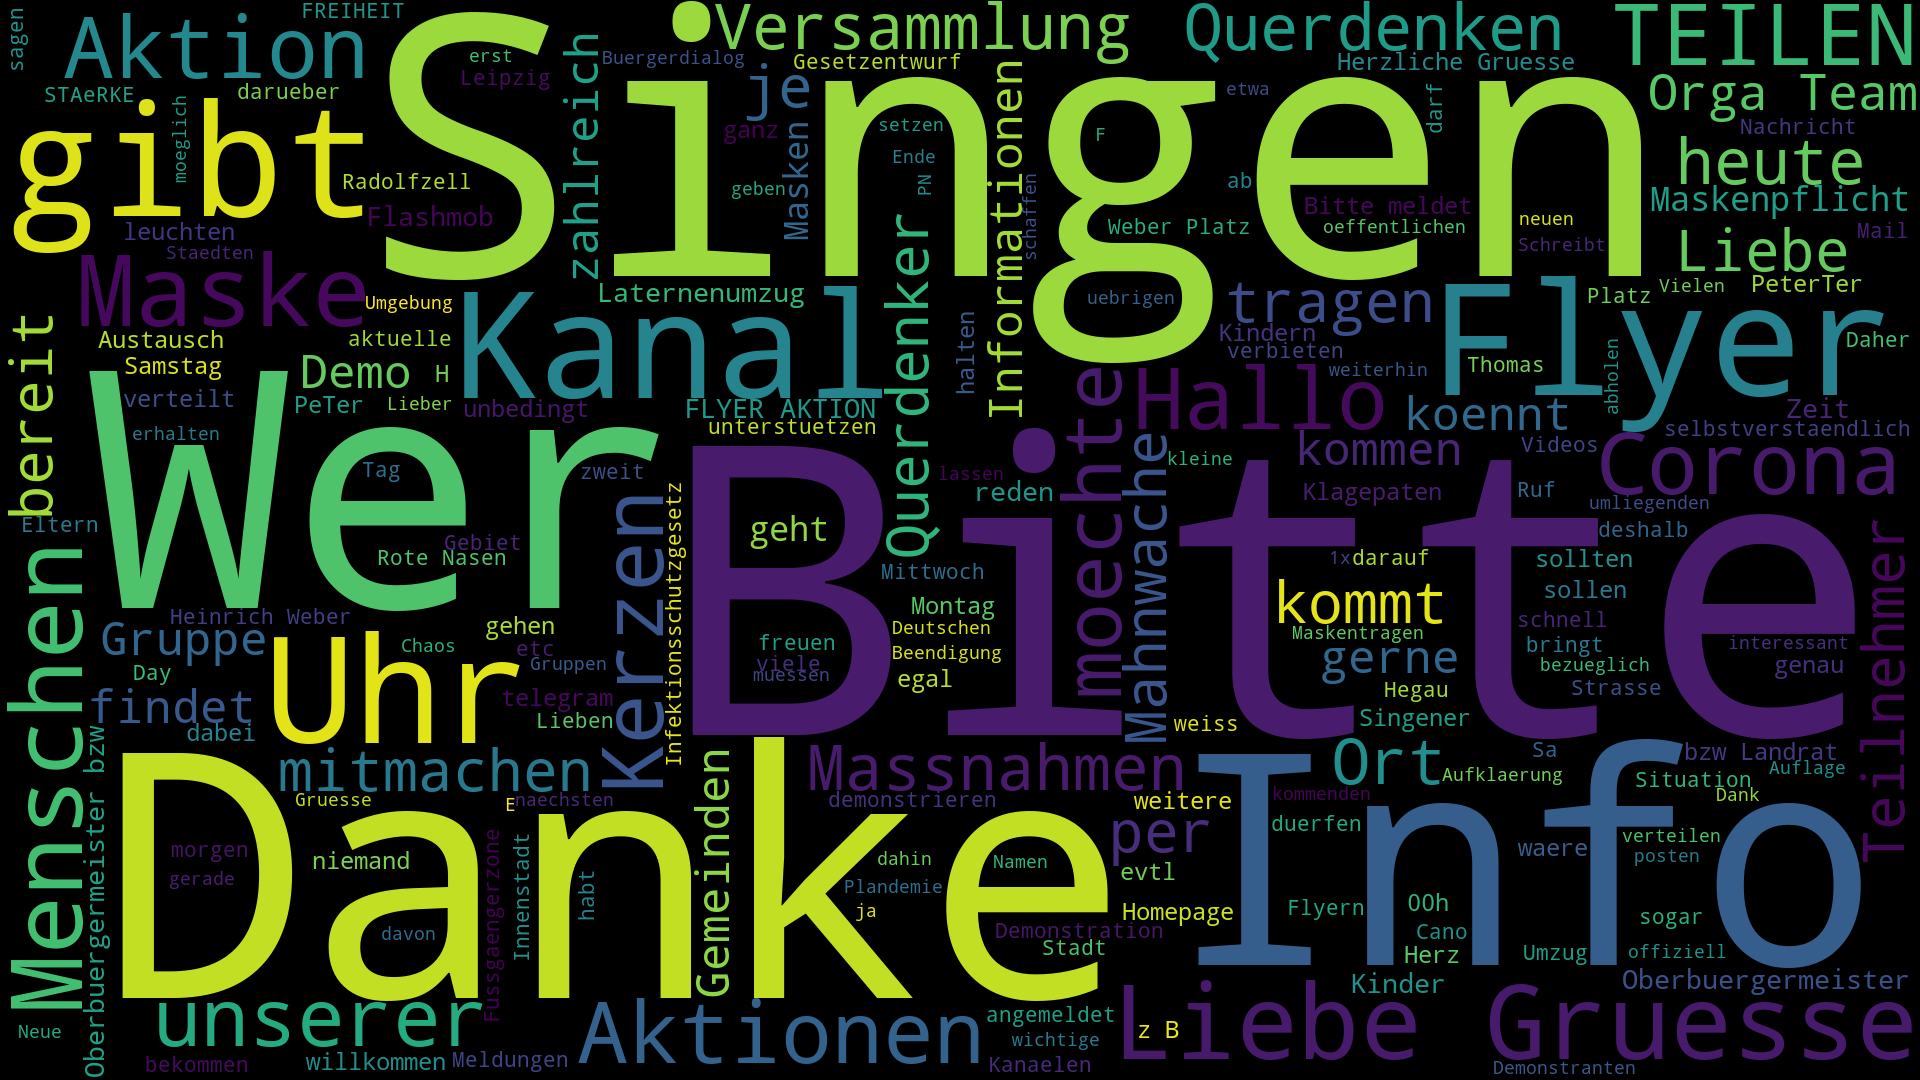 sagen
FREIHEIT
Aktion
Singen
Versammlung
Querdenken
TEILEN
erst
Leipzig
Buergerdialog
Gesetzentwurf
Herzliche Gruesse
STAeRKE
darueber
zahlreich
je
Informationen
etwa
darf
Orga Team
moeglich
gibt
ganz
Masken
setzen
F
Nachricht
heute
Ende
PN
Radolfzell
Flashmob
geben
schaffen
ab
Bitte meldet
Maskenpflicht
leuchten
Staedten
Weber Platz
oeffentlichen
neuen
Schreibt
Liebe
Mail
Maske
Umgebung
Kanal
Laternenumzug
Querdenker
uebrigen
tragen
Flyer
Platz
Vielen
PeterTer
bereit
Austausch
Samstag
aktuelle
Demo
H
halten
Kindern
verbieten
weiterhin
Thomas
abholen
Daher
verteilt
PeTer
Lieber
unbedingt
FLYER AKTION
unterstuetzen
moechte
Hallo
koennt
Zeit
selbstverstaendlich
Wer
erhalten
Tag
zweit
Bitte
Mahnwache
kleine
kommen
Videos
Corona
lassen
reden
Klagepaten
Ruf
umliegenden
Eltern
Menschen
Rote Nasen
Gebiet
Kerzen
Infektionsschutzgesetz
geht
Mittwoch
1x
darauf
sollten
deshalb
Teilnehmer
sollen
Heinrich Weber
Montag
kommt
Gruppe
gehen
Uhr
Chaos
etc
Gruppen
freuen
viele
muessen
Deutschen
Beendigung
Maskentragen
schnell
bringt
interessant
Day
egal
gerne
bezueglich
genau
findet
telegram
Lieben
Hegau
Strasse
dabei
weiss
Singener
Oberbuergermeister bzw
mitmachen
Gemeinden
Massnahmen
Info
Ort
Sa
bzw Landrat
Aufklaerung
Situation
Auflage
Danke
Gruesse
E
naechsten
demonstrieren
weitere
kommenden
Dank
morgen
niemand
Fussgaengerzone
Innenstadt
per
duerfen
waere
verteilen
posten
gerade
habt
dahin
Namen
evtl
Plandemie
ja
Homepage
Flyern
00h
sogar
davon
Demonstration
Stadt
Cano
Herz
Umzug
offiziell
Kinder
Oberbuergermeister
unserer
Neue
Aktionen
angemeldet
wichtige
z B
Liebe Gruesse
bekommen
willkommen
Meldungen
Kanaelen
Demonstranten